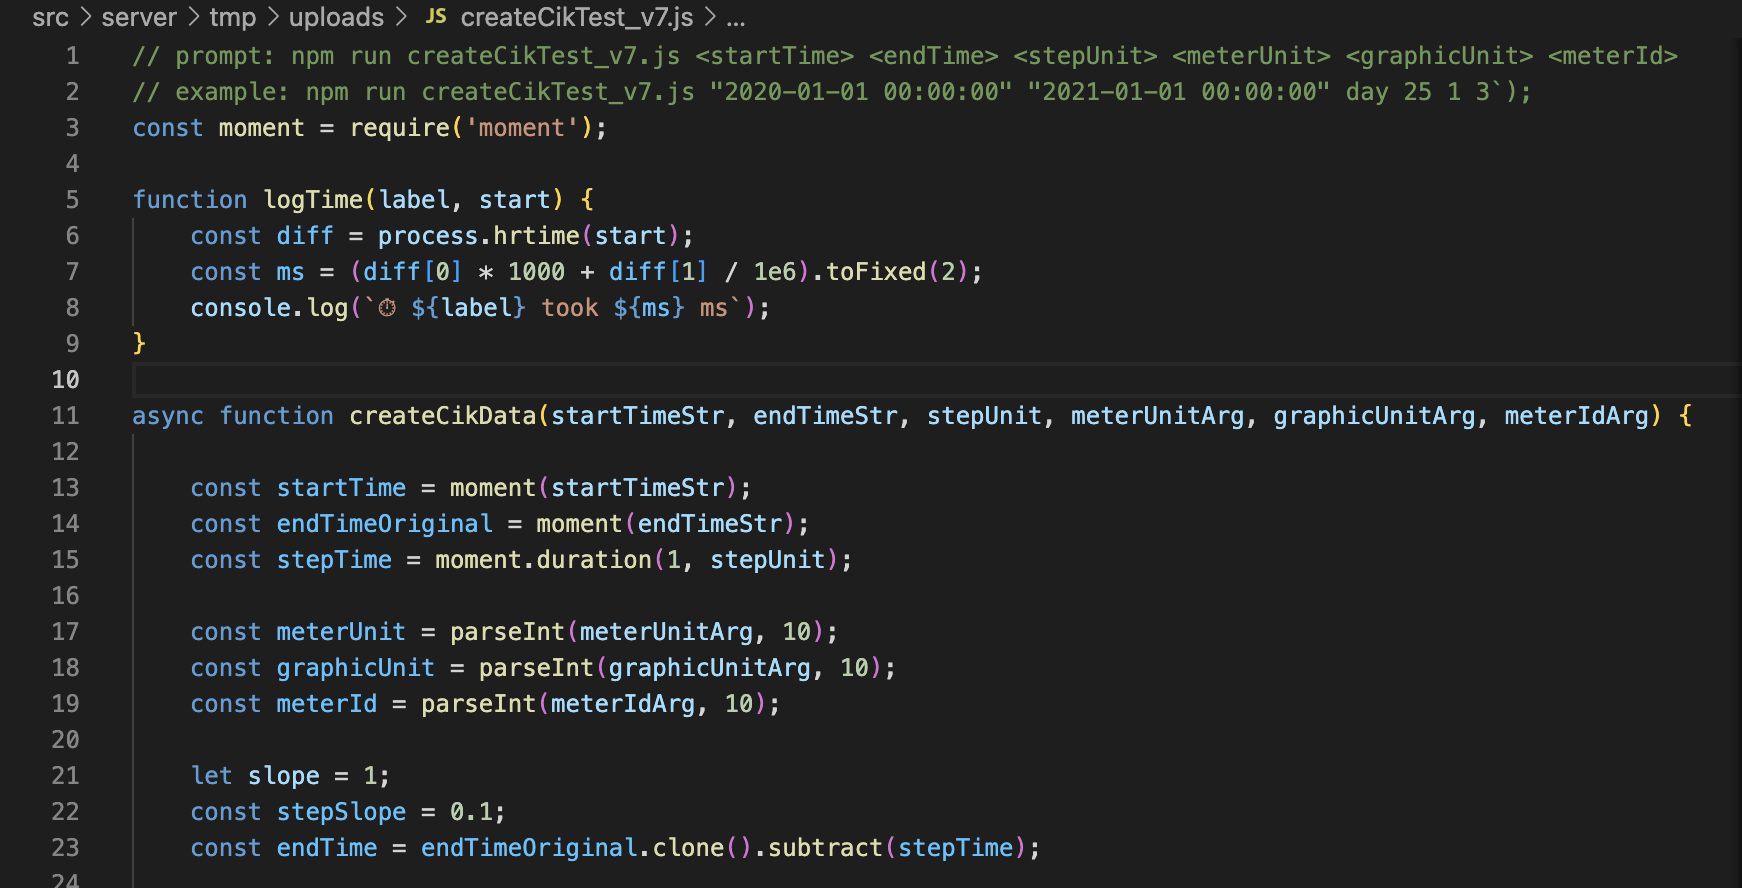 src > server > tmp > uploads > JS createCikTest_v7.js > ...
1 // prompt: npm run createCikTest_v7.js <startTime> <endTime> <stepUnit> <meterUnit> <graphicUnit> <meterId>
2 // example: npm run createCikTest_v7.js "2020-01-01 00:00:00" "2021-01-01 00:00:00" day 25 1 3`);
3 const moment = require('moment');
4
5 function logTime(label, start) {
6     const diff = process.hrtime(start);
7     const ms = (diff[0] * 1000 + diff[1] / 1e6).toFixed(2);
8     console.log(`⏱ ${label} took ${ms} ms`);
9 }
10
11 async function createCikData(startTimeStr, endTimeStr, stepUnit, meterUnitArg, graphicUnitArg, meterIdArg) {
12
13     const startTime = moment(startTimeStr);
14     const endTimeOriginal = moment(endTimeStr);
15     const stepTime = moment.duration(1, stepUnit);
16
17     const meterUnit = parseInt(meterUnitArg, 10);
18     const graphicUnit = parseInt(graphicUnitArg, 10);
19     const meterId = parseInt(meterIdArg, 10);
20
21     let slope = 1;
22     const stepSlope = 0.1;
23     const endTime = endTimeOriginal.clone().subtract(stepTime);
24